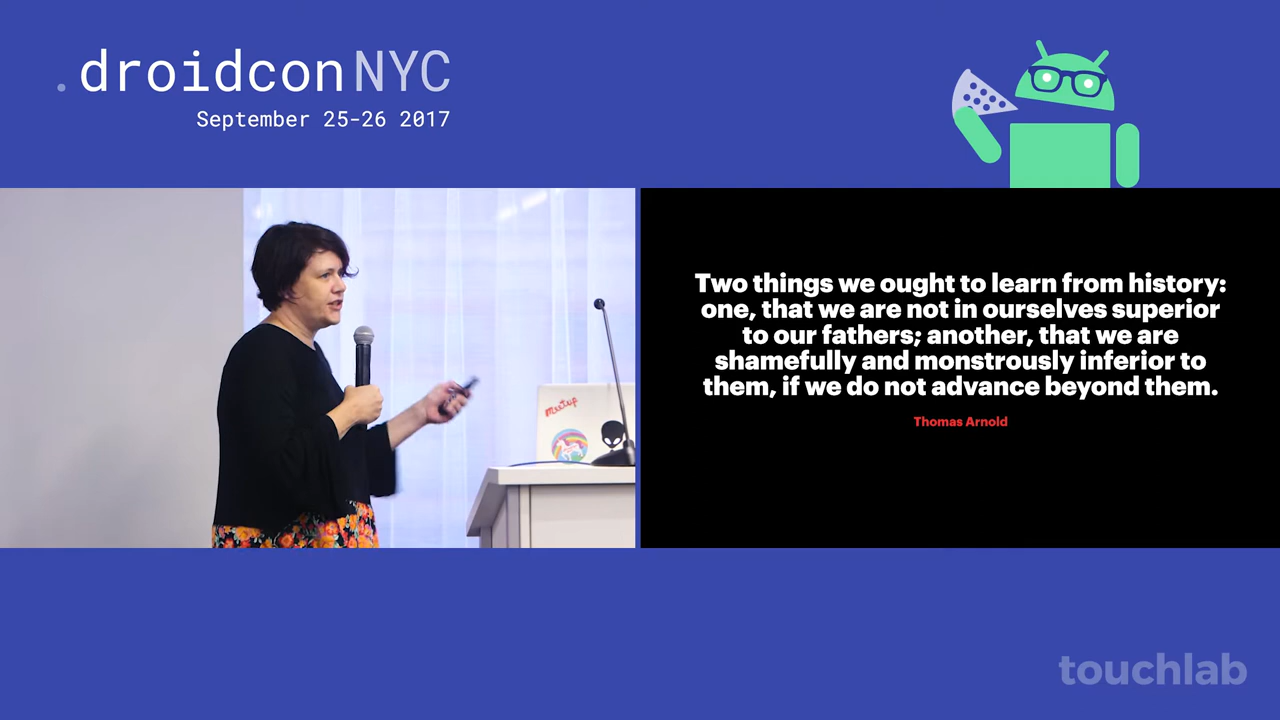 .droidconNYC
September 25-26 2017
meetup
Two things we ought to learn from history:
one, that we are not in ourselves superior
to our fathers; another, that we are
shamefully and monstrously inferior to
them, if we do not advance beyond them.
Thomas Arnold
touchlab